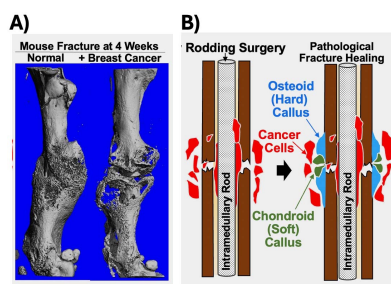 A)
Mouse Fracture at 4 Weeks
Normal + Breast Cancer
B)
Rodding Surgery
Pathological
Fracture Healing
Osteoid
(Hard)
Callus
Cancer
Cells
Chondroid
(Soft)
Callus
Intramedullary Rod
Intramedullary Rod